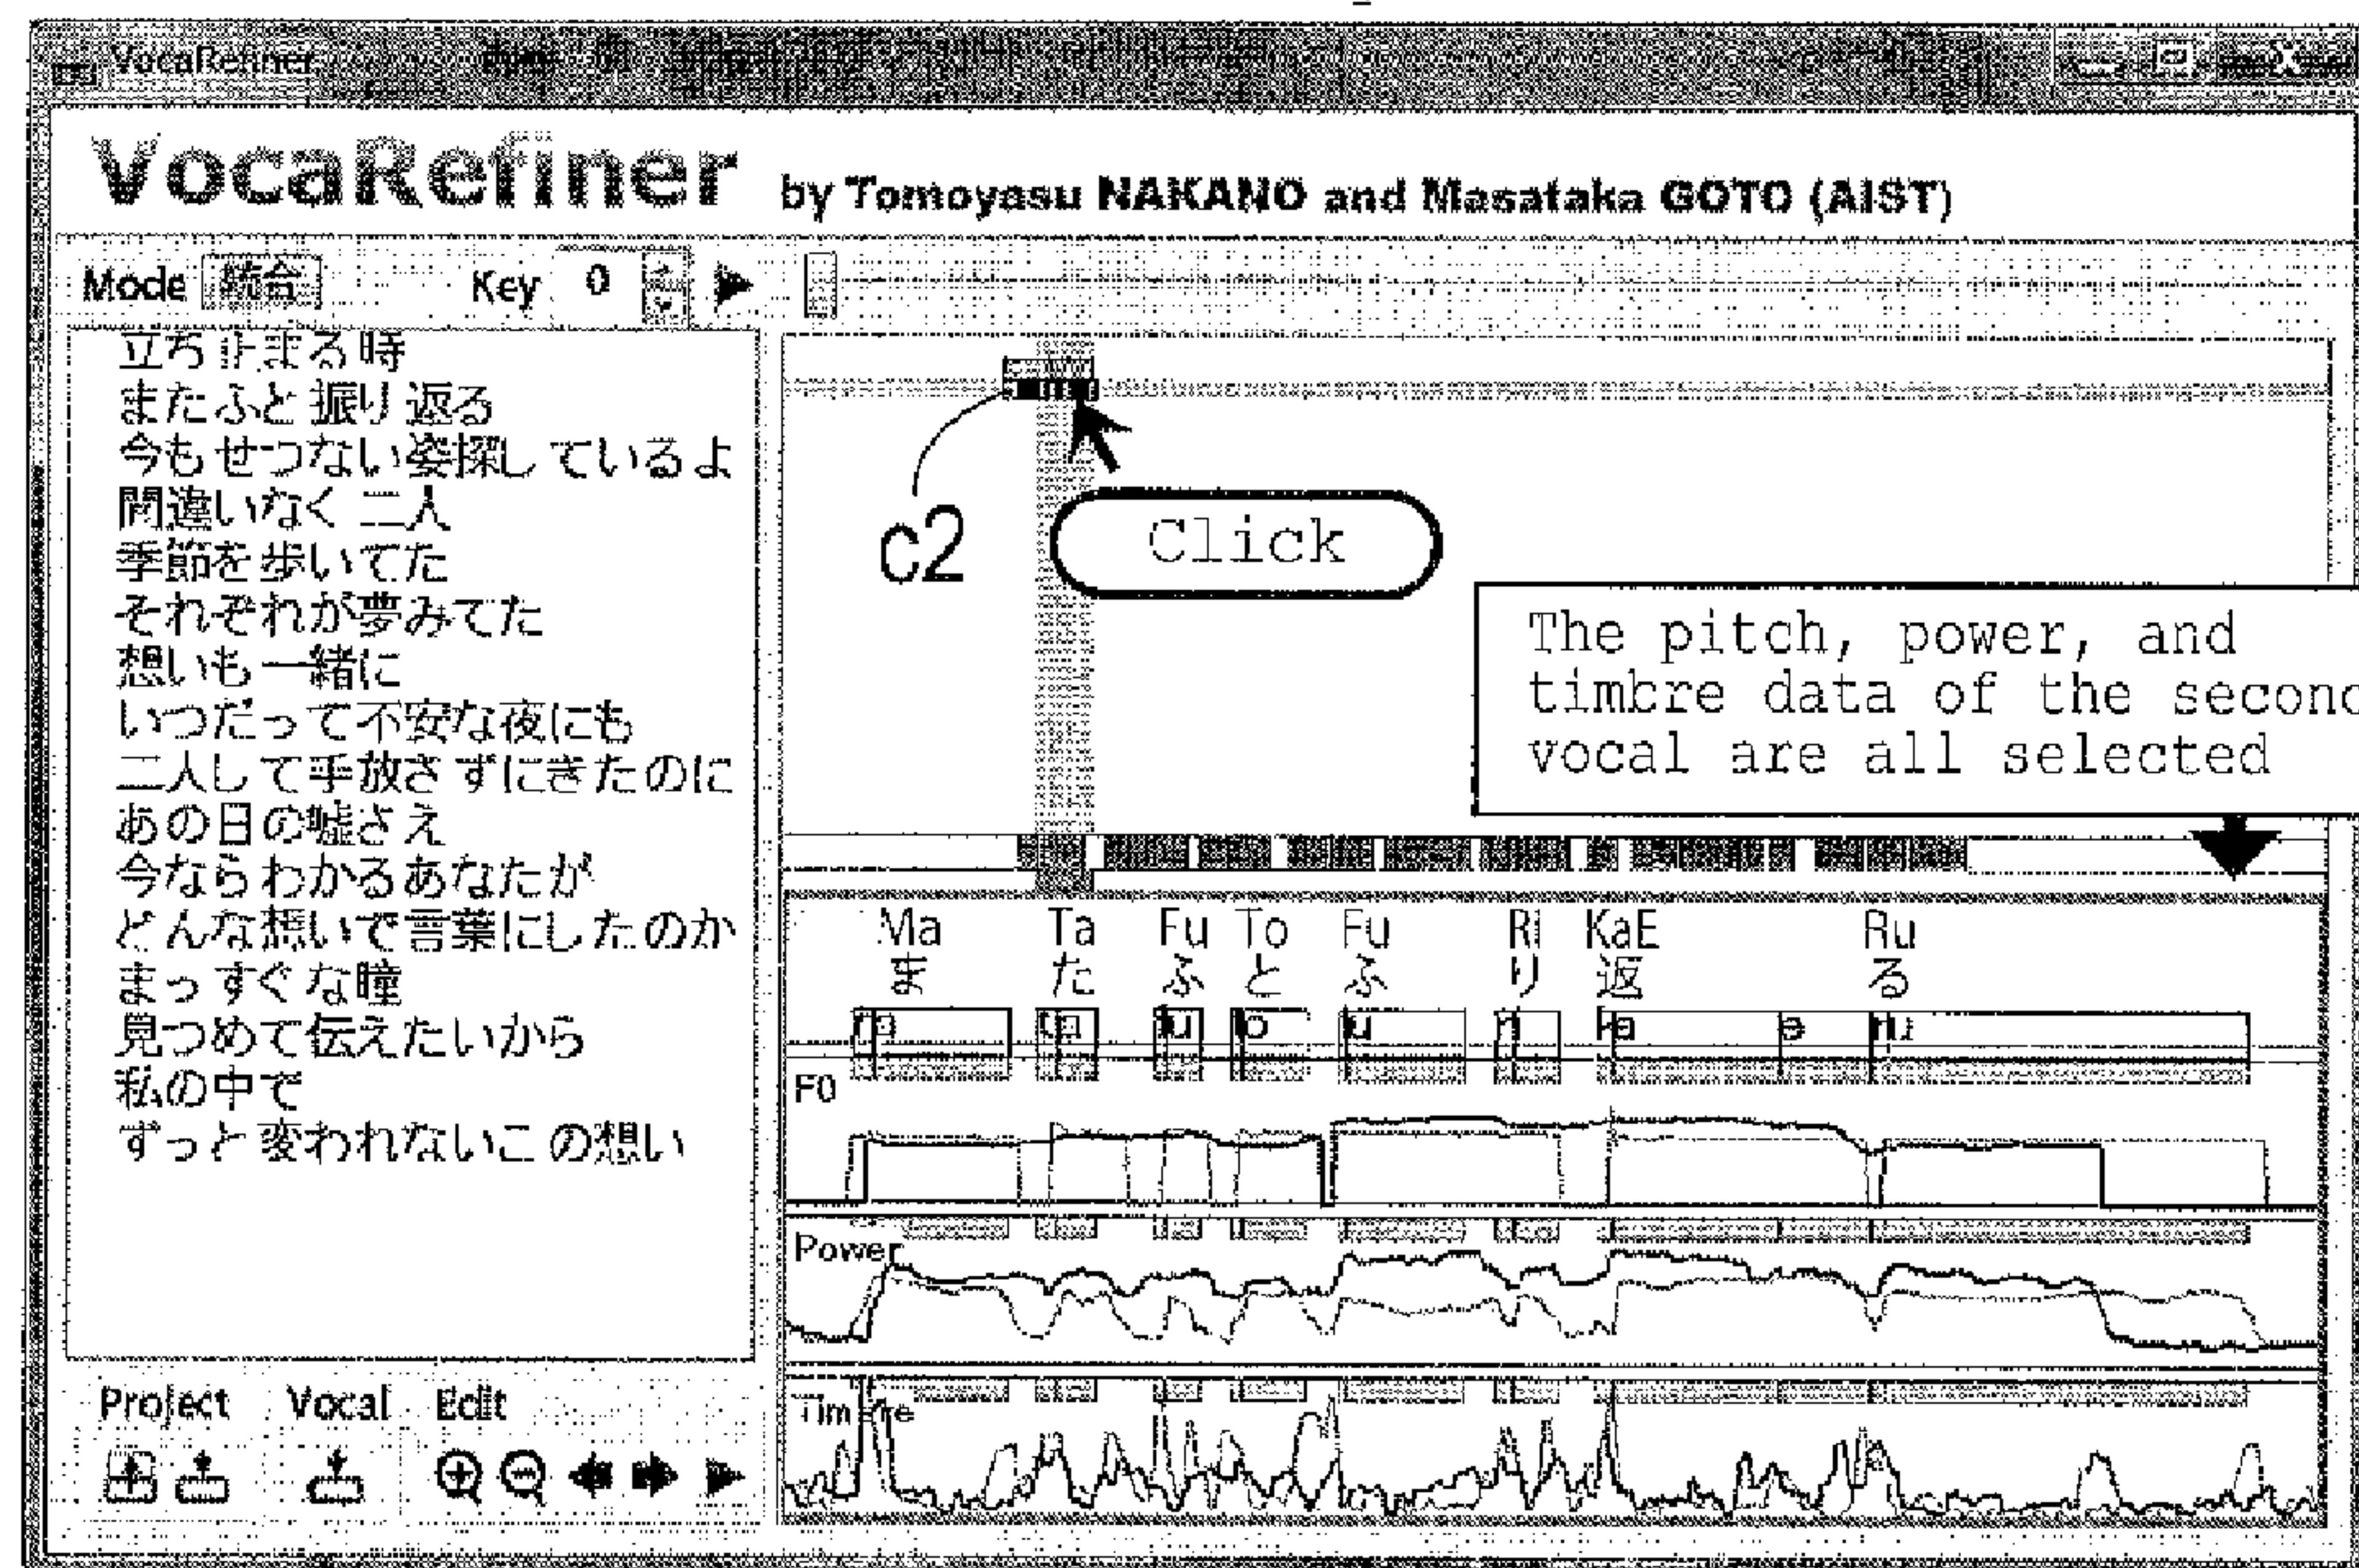 VocaRefiner
VocaRefiner by Tomoyasu NAKANO and Masataka GOTO (AIST)
Mode 統合 Key 0
立ち止まる時
またふと振り返る
今もせつない姿探しているよ
間違いなく二人
季節を歩いてた
それぞれが夢みてた
想いも一緒に
いつだって不安な夜にも
二人して手放さずにきたのに
あの日の嘘さえ
今ならわかるあなたが
どんな想いで言葉にしたのか
まっすぐな瞳
見つめて伝えたいから
私の中で
ずっと変われないこの想い
c2
Click
The pitch, power, and
timbre data of the second
vocal are all selected
Ma Ta Fu To Fu Ri KaE Ru
ま た ふ と ふ り 返 る
ta u o u ri ka e ru
F0
Power
Timbre
Project Vocal Edit